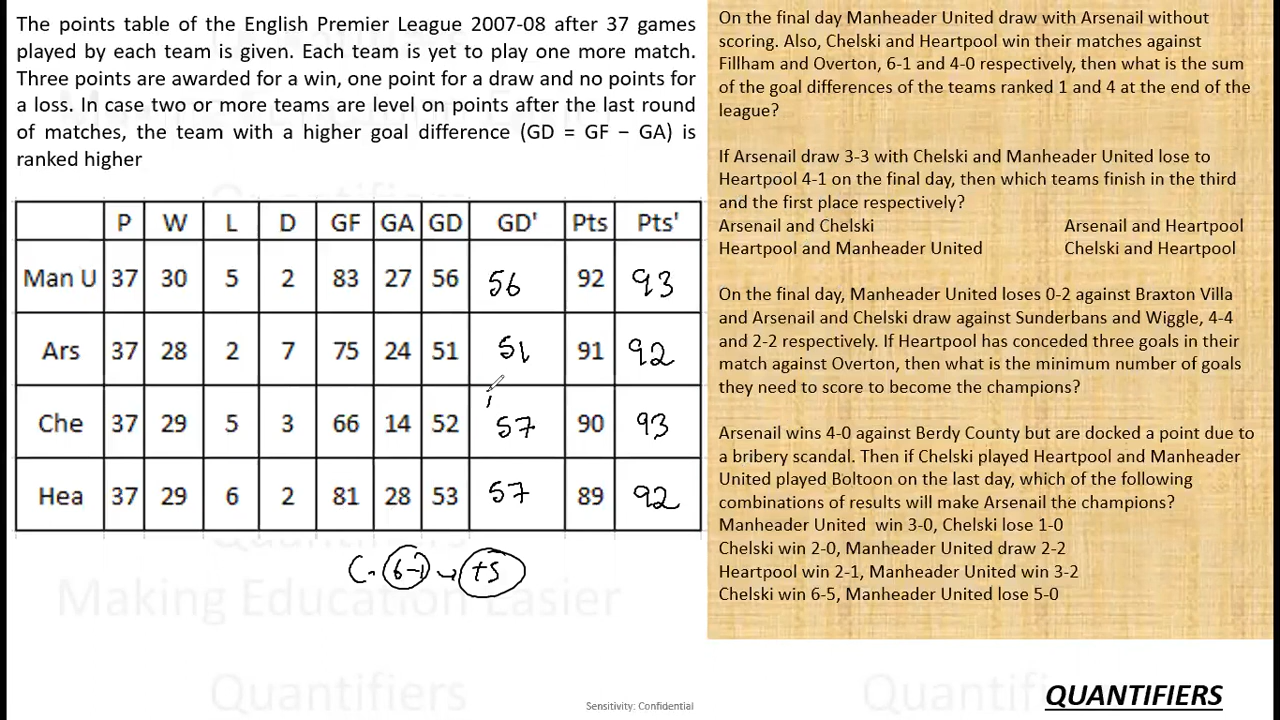 The points table of the English Premier League 2007-08 after 37 games
played by each team is given. Each team is yet to play one more match.
Three points are awarded for a win, one point for a draw and no points for
a loss. In case two or more teams are level on points after the last round
of matches, the team with a higher goal difference (GD = GF − GA) is
ranked higher
P W L D GF GA GD GD' Pts Pts'
Man U 37 30 5 2 83 27 56 56 92 93
Ars 37 28 2 7 75 24 51 51 91 92
Che 37 29 5 3 66 14 52 57 90 93
Hea 37 29 6 2 81 28 53 57 89 92
C- 6-1 → +5
Making Education Easier
Quantifiers
Sensitivity: Confidential
On the final day Manheader United draw with Arsenail without
scoring. Also, Chelski and Heartpool win their matches against
Fillham and Overton, 6-1 and 4-0 respectively, then what is the sum
of the goal differences of the teams ranked 1 and 4 at the end of the
league?
If Arsenail draw 3-3 with Chelski and Manheader United lose to
Heartpool 4-1 on the final day, then which teams finish in the third
and the first place respectively?
Arsenail and Chelski Arsenail and Heartpool
Heartpool and Manheader United Chelski and Heartpool
On the final day, Manheader United loses 0-2 against Braxton Villa
and Arsenail and Chelski draw against Sunderbans and Wiggle, 4-4
and 2-2 respectively. If Heartpool has conceded three goals in their
match against Overton, then what is the minimum number of goals
they need to score to become the champions?
Arsenail wins 4-0 against Berdy County but are docked a point due to
a bribery scandal. Then if Chelski played Heartpool and Manheader
United played Boltoon on the last day, which of the following
combinations of results will make Arsenail the champions?
Manheader United win 3-0, Chelski lose 1-0
Chelski win 2-0, Manheader United draw 2-2
Heartpool win 2-1, Manheader United win 3-2
Chelski win 6-5, Manheader United lose 5-0
Quantifiers
QUANTIFIERS